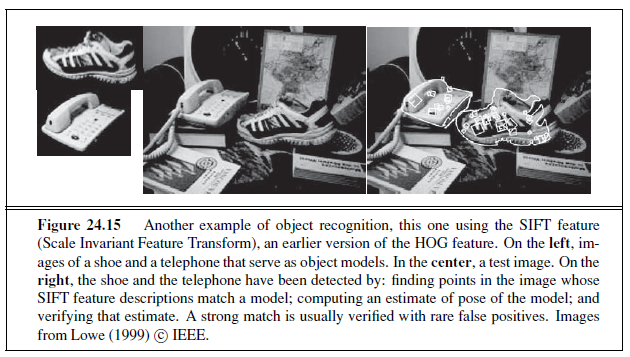 Figure 24.15 Another example of object recognition, this one using the SIFT feature
(Scale Invariant Feature Transform), an earlier version of the HOG feature. On the left, im-
ages of a shoe and a telephone that serve as object models. In the center, a test image. On the
right, the shoe and the telephone have been detected by: finding points in the image whose
SIFT feature descriptions match a model; computing an estimate of pose of the model; and
verifying that estimate. A strong match is usually verified with rare false positives. Images
from Lowe (1999) © IEEE.